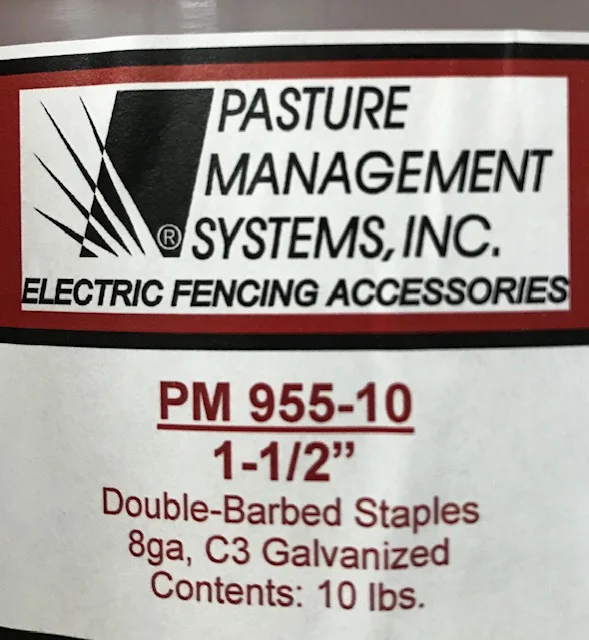 PASTURE
MANAGEMENT
® SYSTEMS, INC.
ELECTRIC FENCING ACCESSORIES
PM 955-10
1-1/2”
Double-Barbed Staples
8ga, C3 Galvanized
Contents: 10 lbs.